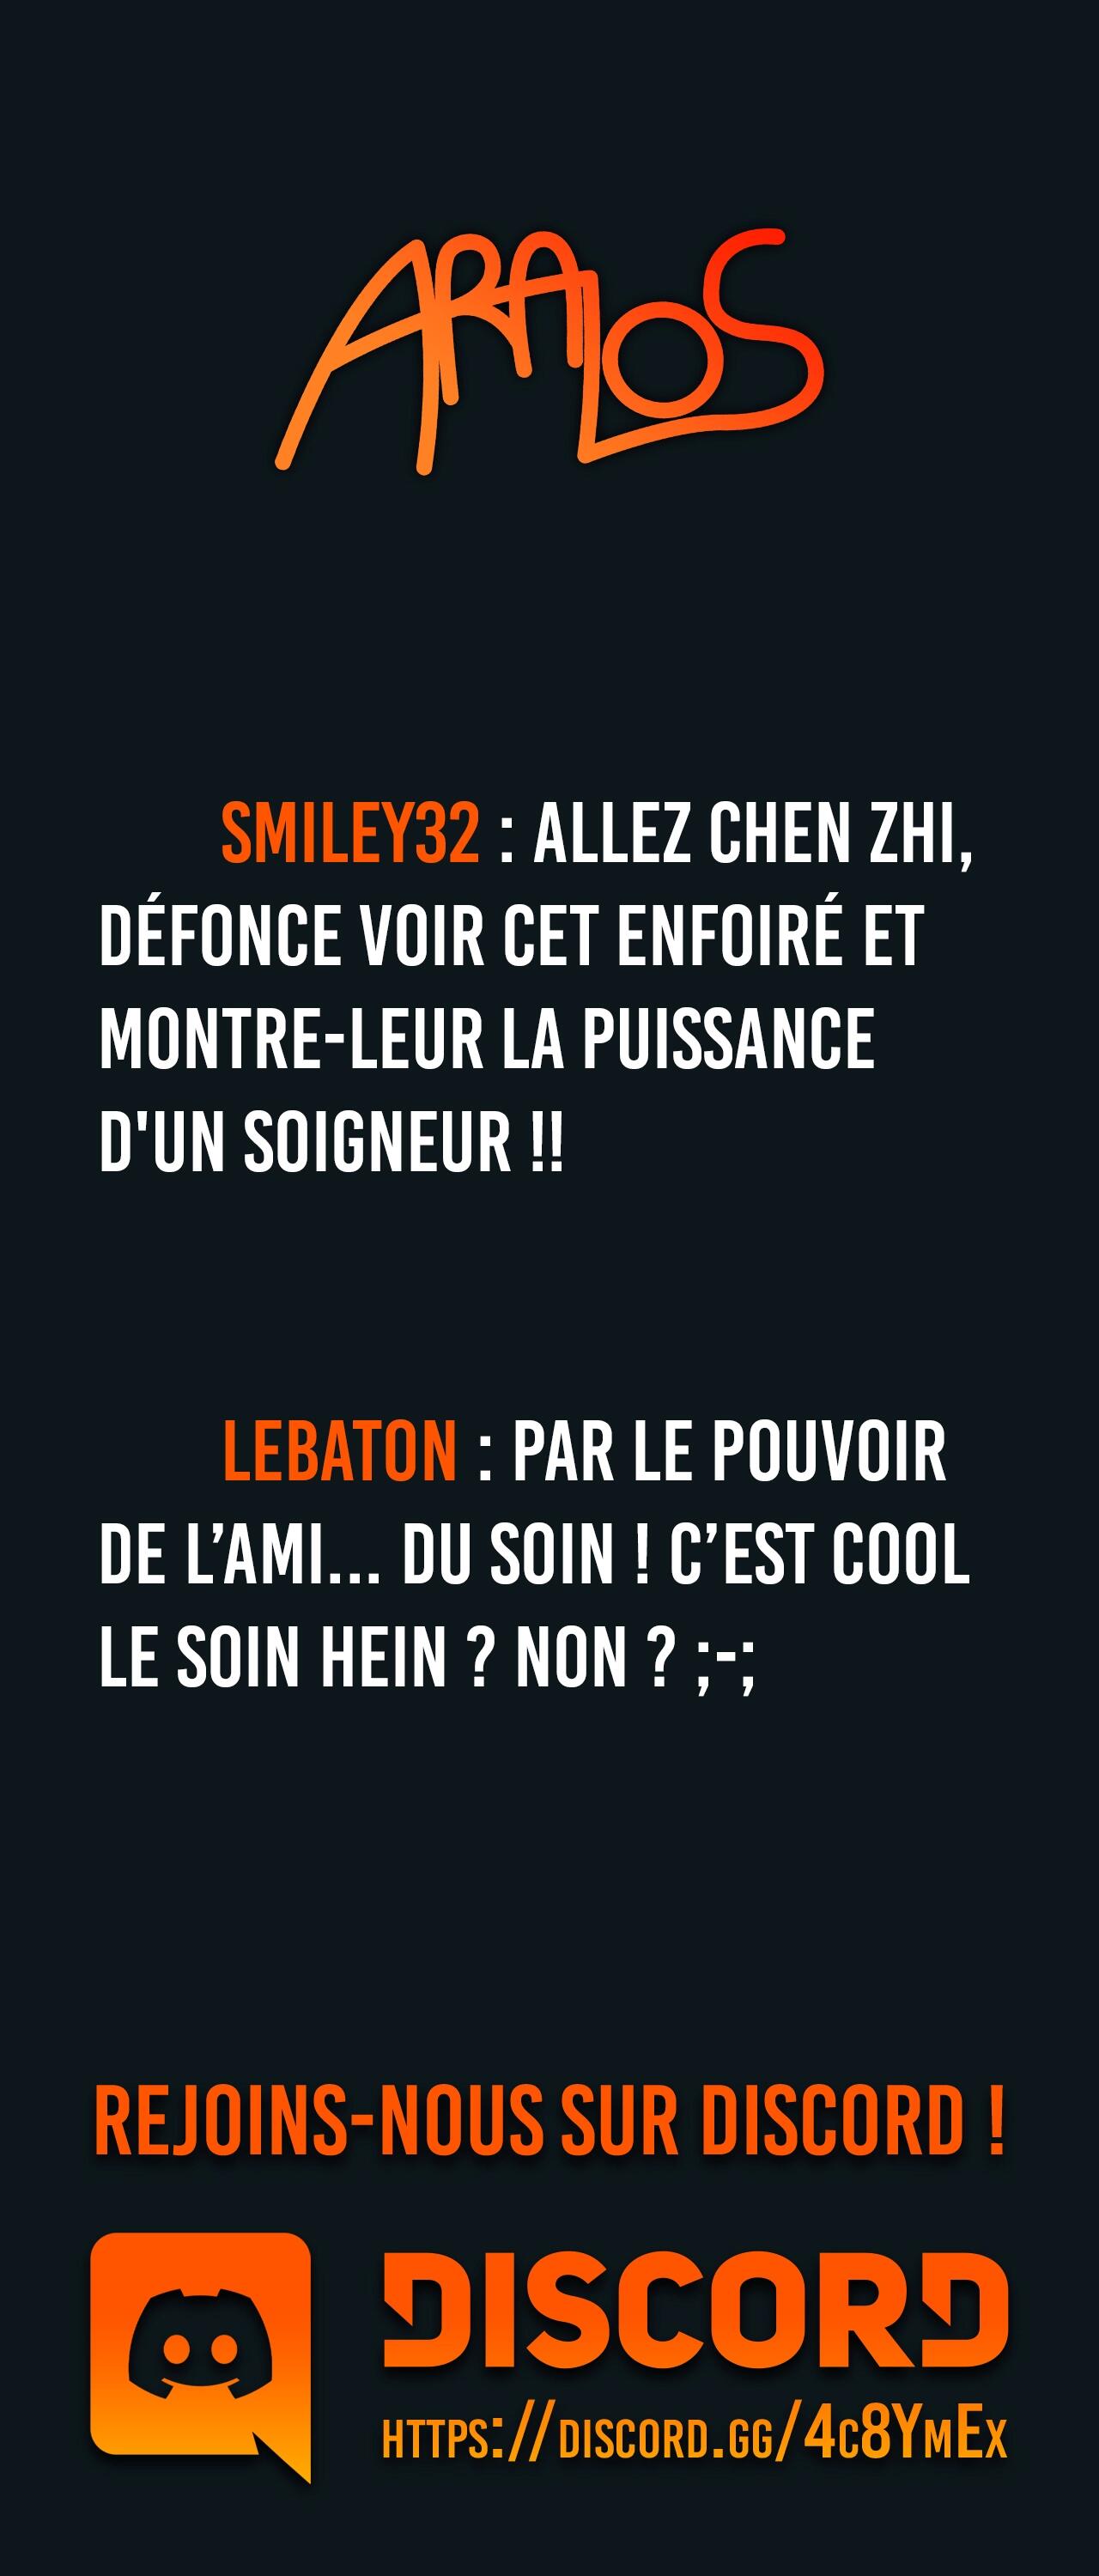 ARALOS
SMILEY32 : ALLEZ CHEN ZHI,
DÉFONCE VOIR CET ENFOIRÉ ET
MONTRE-LEUR LA PUISSANCE
D'UN SOIGNEUR !!
LEBATON : PAR LE POUVOIR
DE L’AMI... DU SOIN ! C’EST COOL
LE SOIN HEIN ? NON ? ;-;
REJOINS-NOUS SUR DISCORD !
DISCORD
https://discord.gg/4c8YmEx